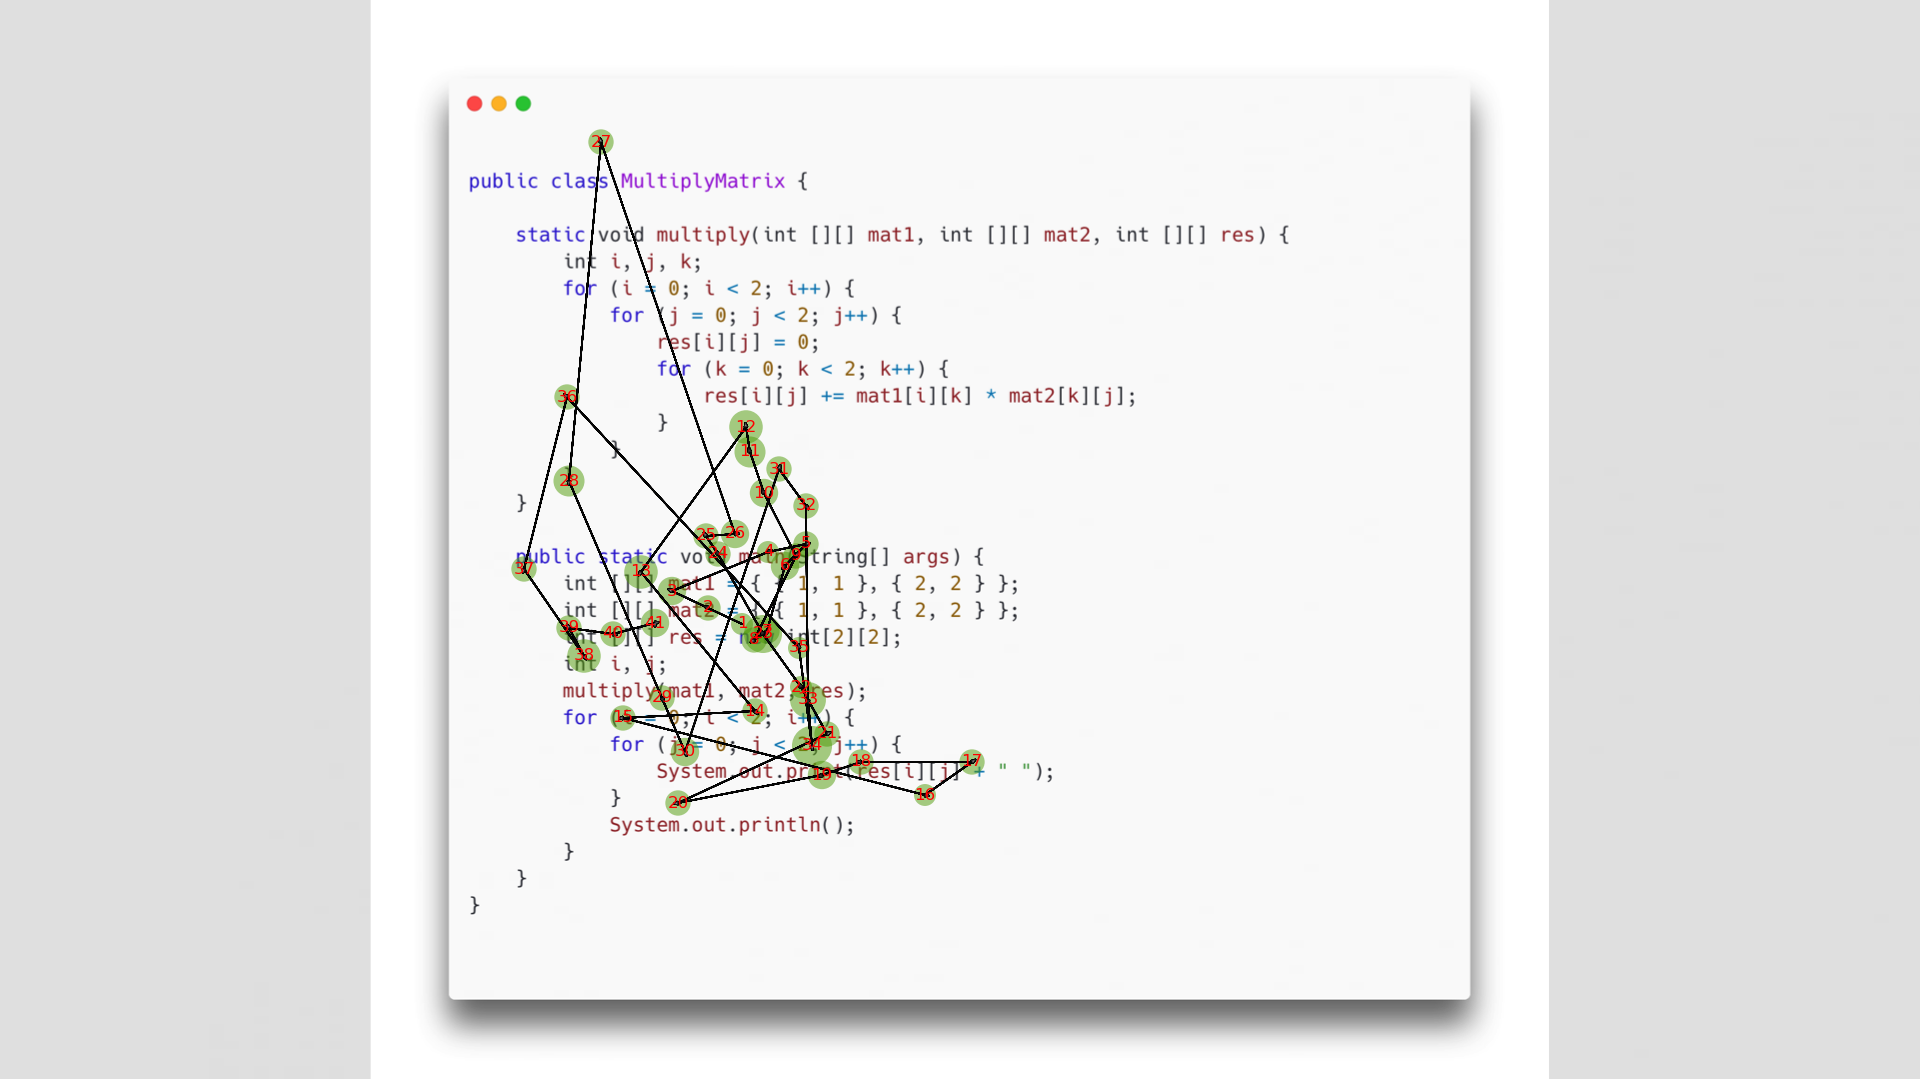 public class MultiplyMatrix {
static void multiply(int [][] mat1, int [][] mat2, int [][] res) {
int i, j, k;
for (i = 0; i < 2; i++) {
for (j = 0; j < 2; j++) {
res[i][j] = 0;
for (k = 0; k < 2; k++) {
res[i][j] += mat1[i][k] * mat2[k][j];
}
}
}
public static void main(String[] args) {
int [][] mat1 = { { 1, 1 }, { 2, 2 } };
int [][] mat2 = { { 1, 1 }, { 2, 2 } };
int [][] res = new int[2][2];
int i, j;
multiply(mat1, mat2, res);
for (i = 0; i < 2; i++) {
for (j = 0; j < 2; j++) {
System.out.print(res[i][j] + " ");
}
System.out.println();
}
}
}
27
12
11
31
36
10
28
32
25
26
5
24
4
9
6
37
13
3
2
1
39
40
41
8
35
38
29
33
14
15
21
34
30
18
17
19
16
20